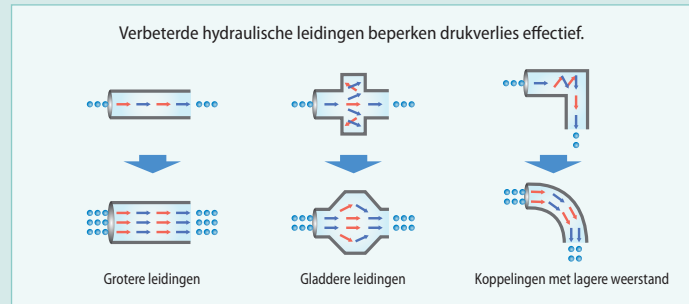 Verbeterde hydraulische leidingen beperken drukverlies effectief.
Grotere leidingen
Gladdere leidingen
Koppelingen met lagere weerstand